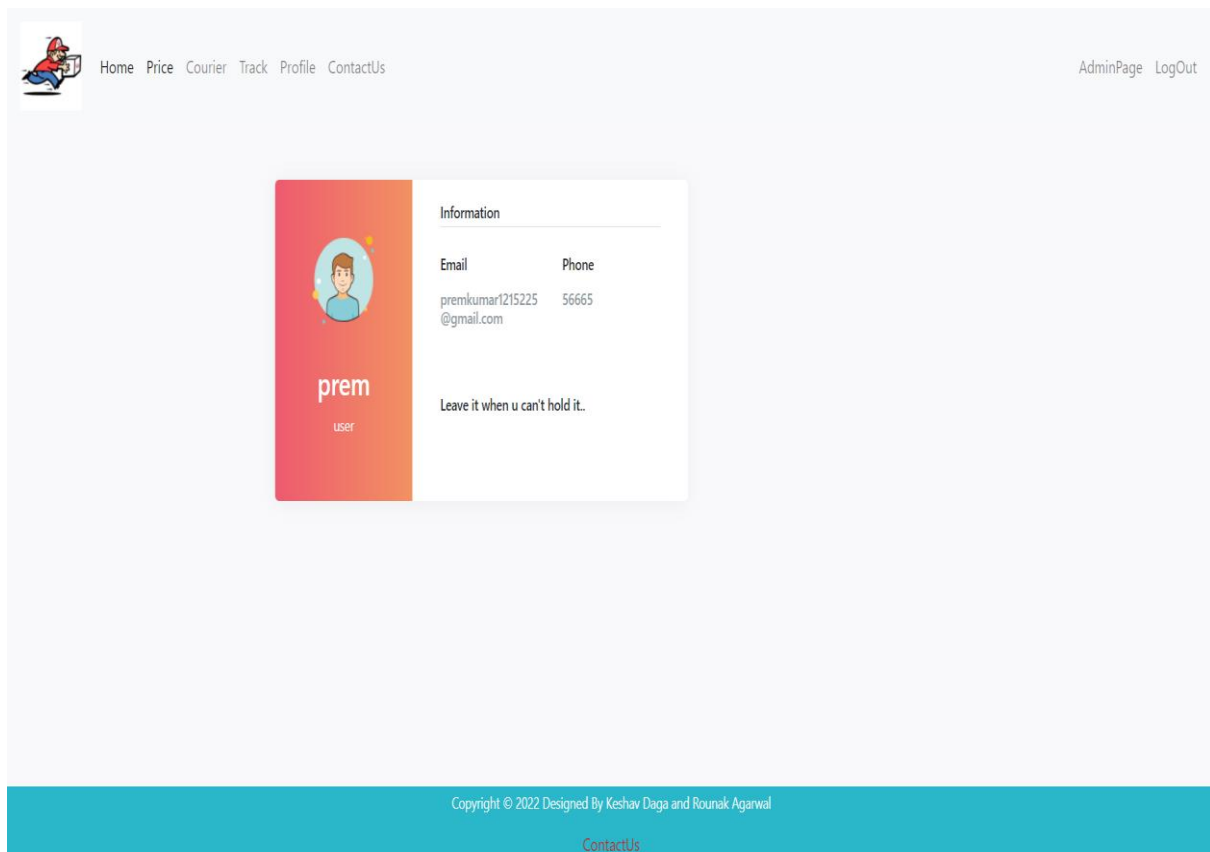 Home Price Courier Track Profile ContactUs AdminPage LogOut
Information
Email Phone
premkumar1215225 56665
@gmail.com
prem
Leave it when u can't hold it..
user
Copyright © 2022 Designed By Keshav Daga and Rounak Agarwal
ContactUs